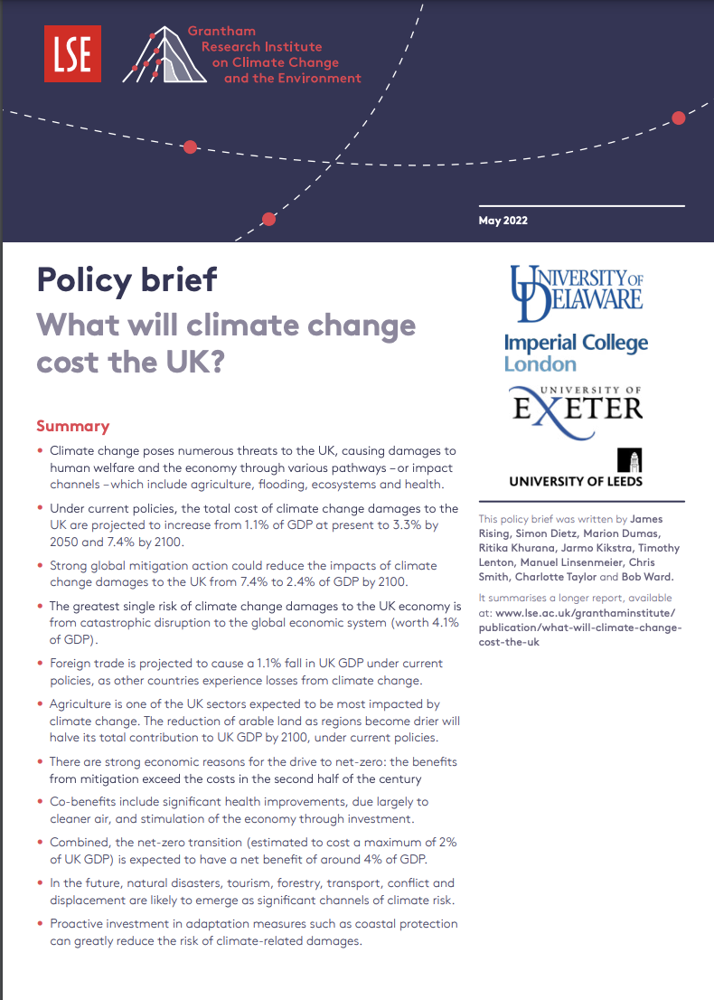 LSE
Grantham
Research Institute
on Climate Change
and the Environment
May 2022
Policy brief
What will climate change
cost the UK?
Summary
• Climate change poses numerous threats to the UK, causing damages to
human welfare and the economy through various pathways – or impact
channels – which include agriculture, flooding, ecosystems and health.
• Under current policies, the total cost of climate change damages to the
UK are projected to increase from 1.1% of GDP at present to 3.3% by
2050 and 7.4% by 2100.
• Strong global mitigation action could reduce the impacts of climate
change damages to the UK from 7.4% to 2.4% of GDP by 2100.
• The greatest single risk of climate change damages to the UK economy is
from catastrophic disruption to the global economic system (worth 4.1%
of GDP).
• Foreign trade is projected to cause a 1.1% fall in UK GDP under current
policies, as other countries experience losses from climate change.
• Agriculture is one of the UK sectors expected to be most impacted by
climate change. The reduction of arable land as regions become drier will
halve its total contribution to UK GDP by 2100, under current policies.
• There are strong economic reasons for the drive to net-zero: the benefits
from mitigation exceed the costs in the second half of the century
• Co-benefits include significant health improvements, due largely to
cleaner air, and stimulation of the economy through investment.
• Combined, the net-zero transition (estimated to cost a maximum of 2%
of UK GDP) is expected to have a net benefit of around 4% of GDP.
• In the future, natural disasters, tourism, forestry, transport, conflict and
displacement are likely to emerge as significant channels of climate risk.
• Proactive investment in adaptation measures such as coastal protection
can greatly reduce the risk of climate-related damages.
UNIVERSITY OF
DELAWARE
Imperial College
London
UNIVERSITY OF
EXETER
UNIVERSITY OF LEEDS
This policy brief was written by James
Rising, Simon Dietz, Marion Dumas,
Ritika Khurana, Jarmo Kikstra, Timothy
Lenton, Manuel Linsenmeier, Chris
Smith, Charlotte Taylor and Bob Ward.
It summarises a longer report, available
at: www.lse.ac.uk/granthaminstitute/
publication/what-will-climate-change-
cost-the-uk